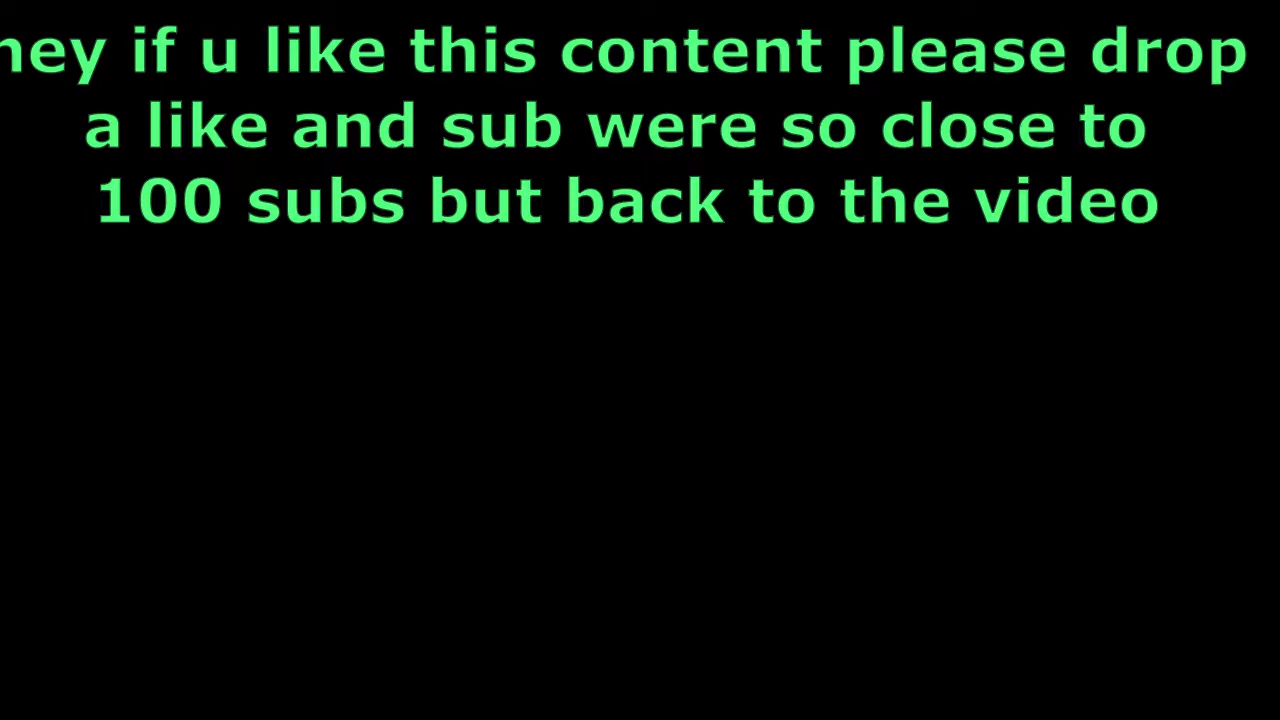 hey if u like this content please drop
a like and sub were so close to
100 subs but back to the video